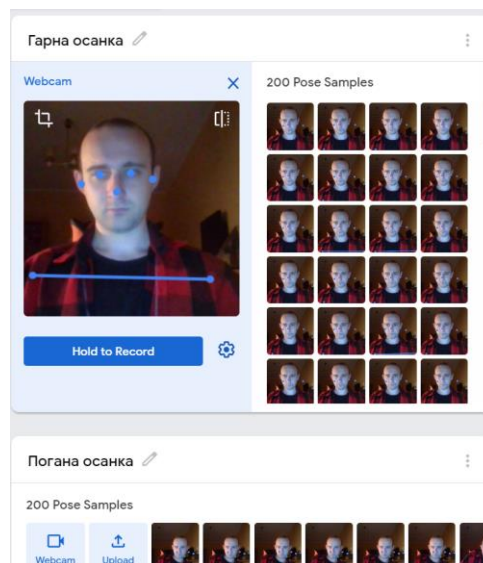 Гарна осанка
Webcam
200 Pose Samples
Hold to Record
Погана осанка
200 Pose Samples
Webcam
Upload